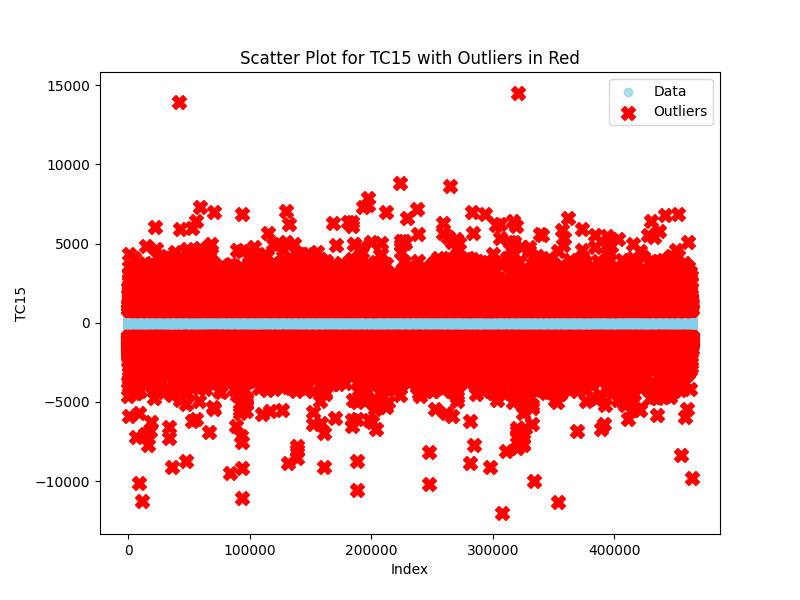 Scatter Plot for TC15 with Outliers in Red
Data
Outliers
15000
10000
5000
0
−5000
−10000
TC15
0
100000
200000
300000
400000
Index